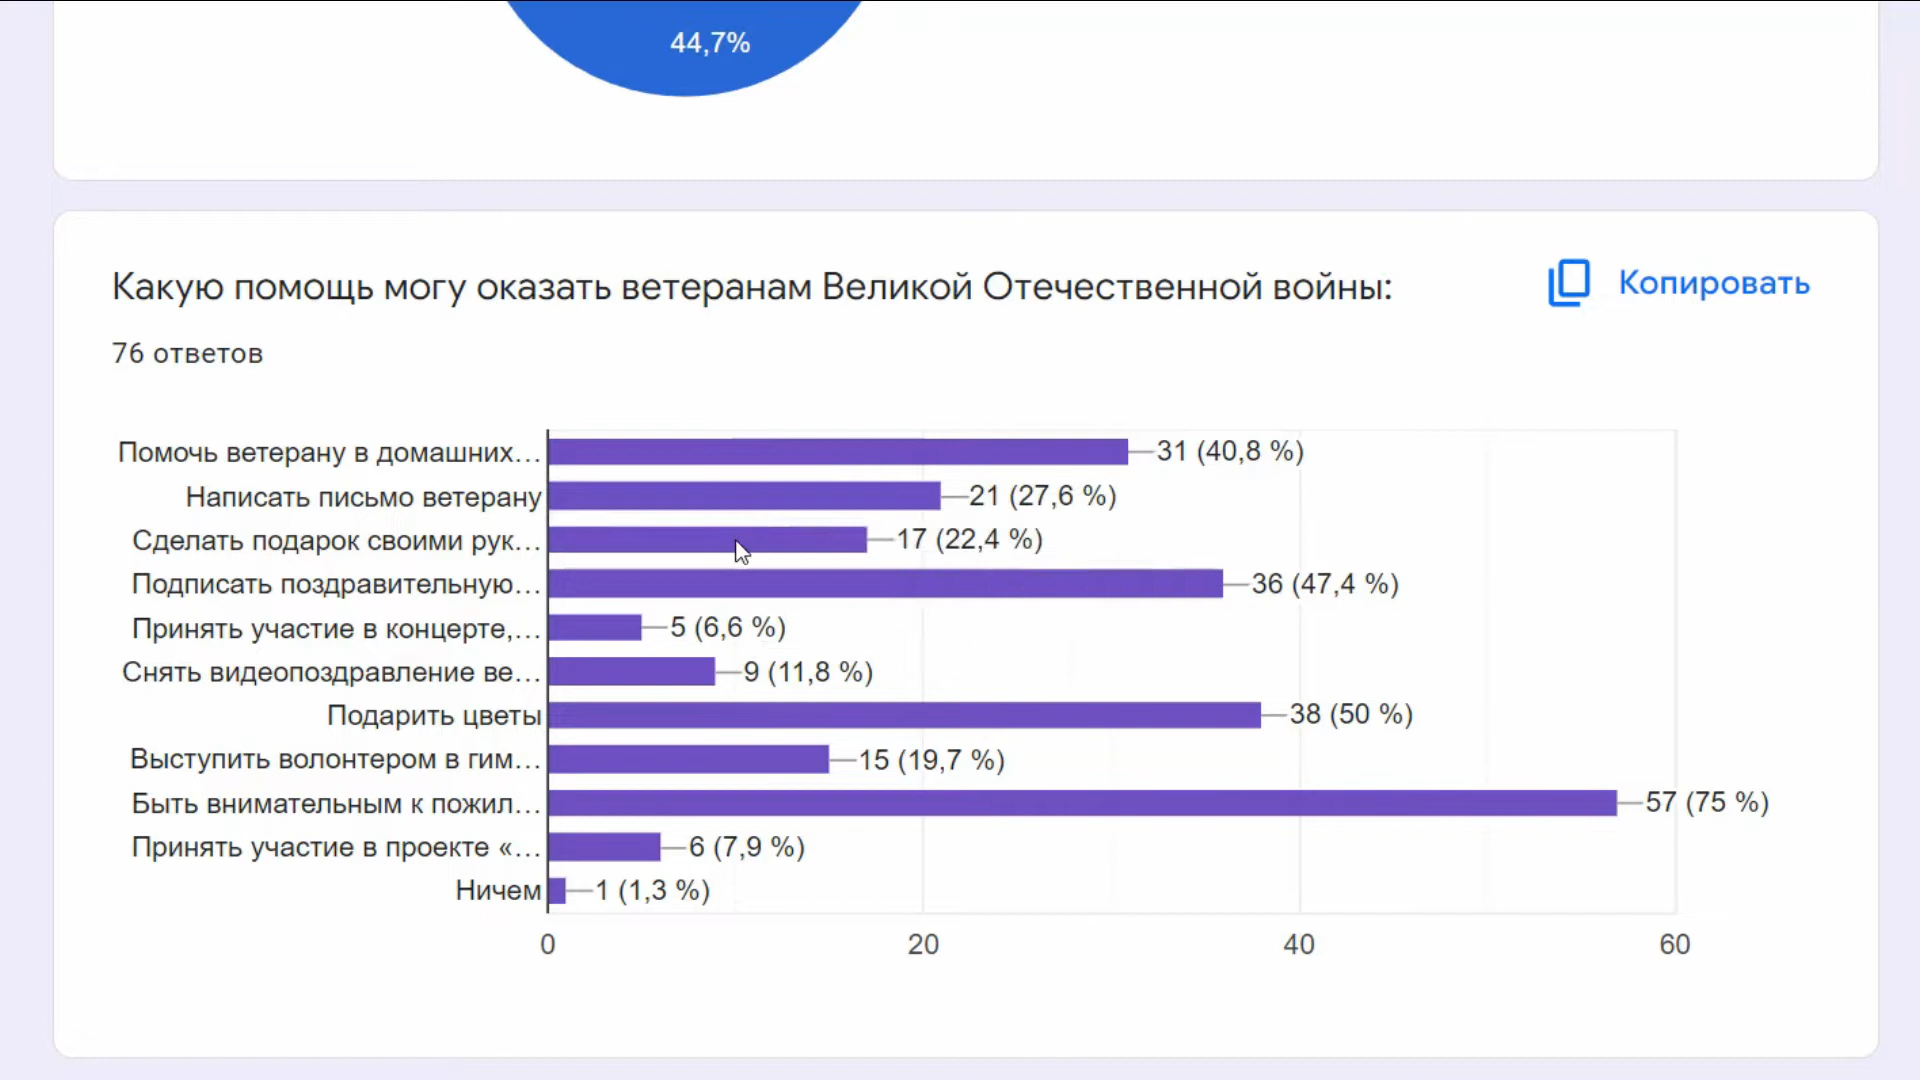 44,7%
Какую помощь могу оказать ветеранам Великой Отечественной войны:
Копировать
76 ответов
Помочь ветерану в домашних... 31 (40,8 %)
Написать письмо ветерану 21 (27,6 %)
Сделать подарок своими рук... 17 (22,4 %)
Подписать поздравительную... 36 (47,4 %)
Принять участие в концерте,... 5 (6,6 %)
Снять видеопоздравление ве... 9 (11,8 %)
Подарить цветы 38 (50 %)
Выступить волонтером в гим... 15 (19,7 %)
Быть внимательным к пожил... 57 (75 %)
Принять участие в проекте «... 6 (7,9 %)
Ничем 1 (1,3 %)
0 20 40 60